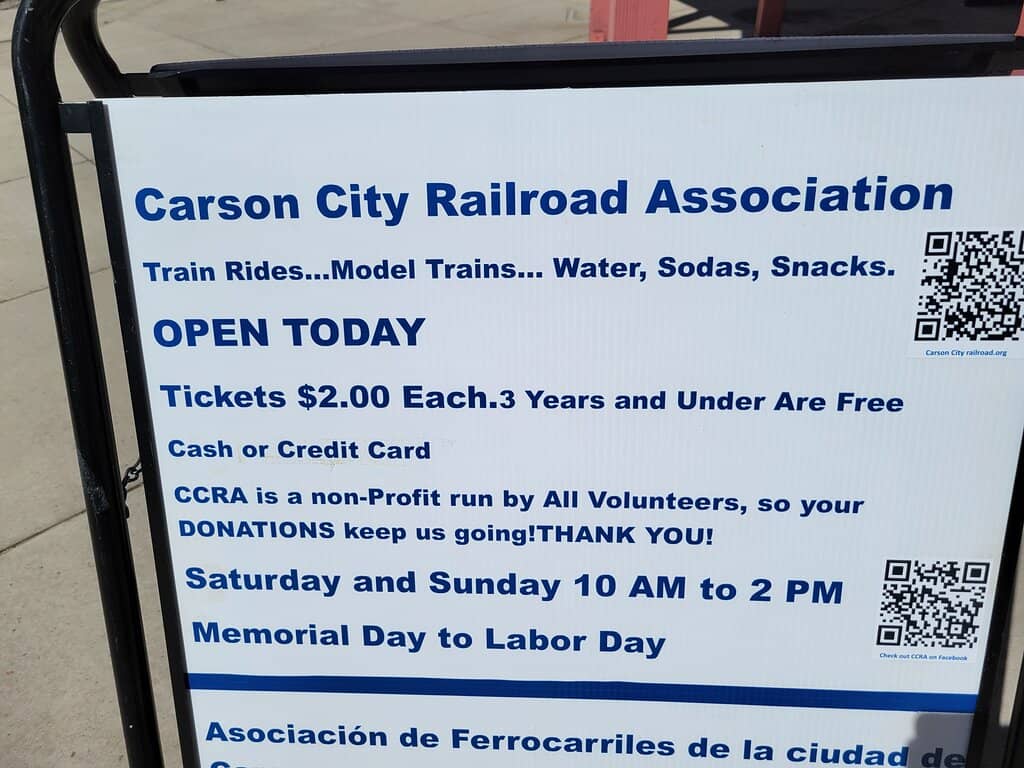 Carson City Railroad Association
Train Rides...Model Trains... Water, Sodas, Snacks.
Carson City railroad.org
OPEN TODAY
Tickets $2.00 Each.3 Years and Under Are Free
Cash or Credit Card
CCRA is a non-Profit run by All Volunteers, so your
DONATIONS keep us going!THANK YOU!
Saturday and Sunday 10 AM to 2 PM
Memorial Day to Labor Day
Check out CCRA on Facebook
Asociación de Ferrocarriles de la ciudad de